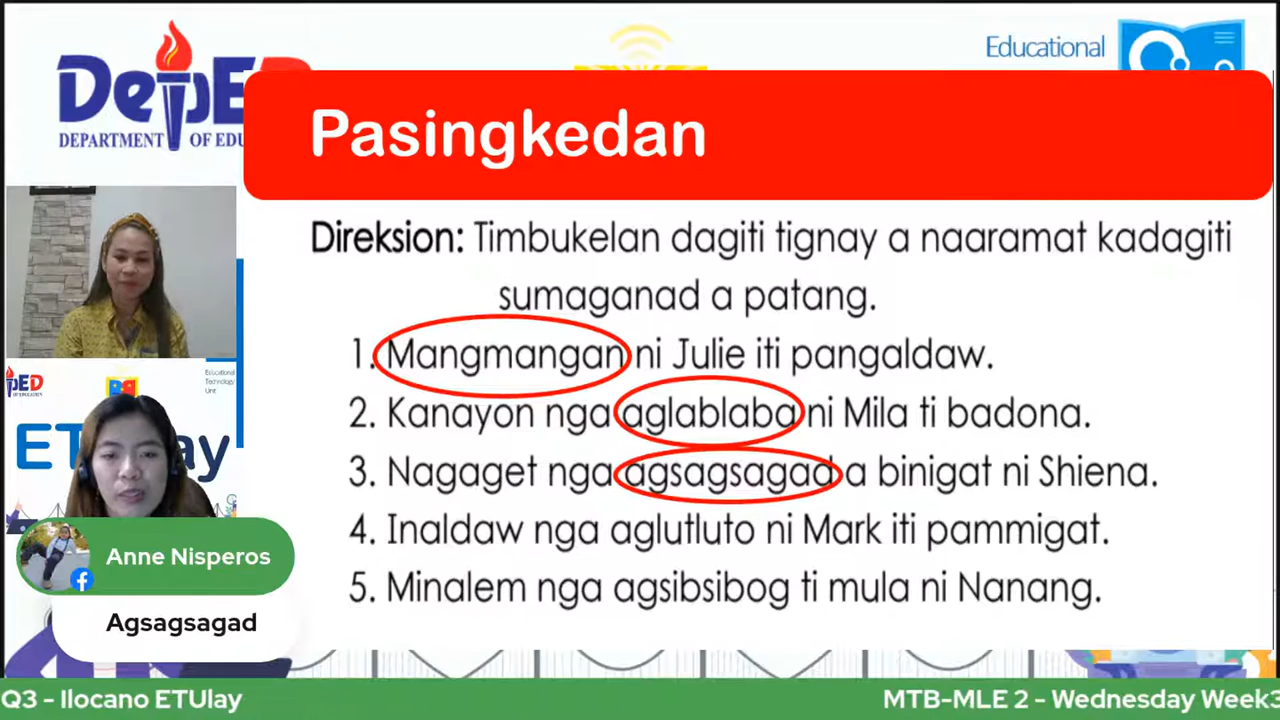 DepED
DEPARTMENT OF EDU
Educational
Pasingkedan
Direksion: Timbukelan dagiti tignay a naaramat kadagiti
sumaganad a patang.
1. Mangmangan ni Julie iti pangaldaw.
2. Kanayon nga aglablaba ni Mila ti badona.
3. Nagaget nga agsagsagad a binigat ni Shiena.
4. Inaldaw nga aglutluto ni Mark iti pammigat.
5. Minalem nga agsibsibog ti mula ni Nanang.
Educational
Technology
Unit
Anne Nisperos
Agsagsagad
Q3 - Ilocano ETUlay
MTB-MLE 2 - Wednesday Week3